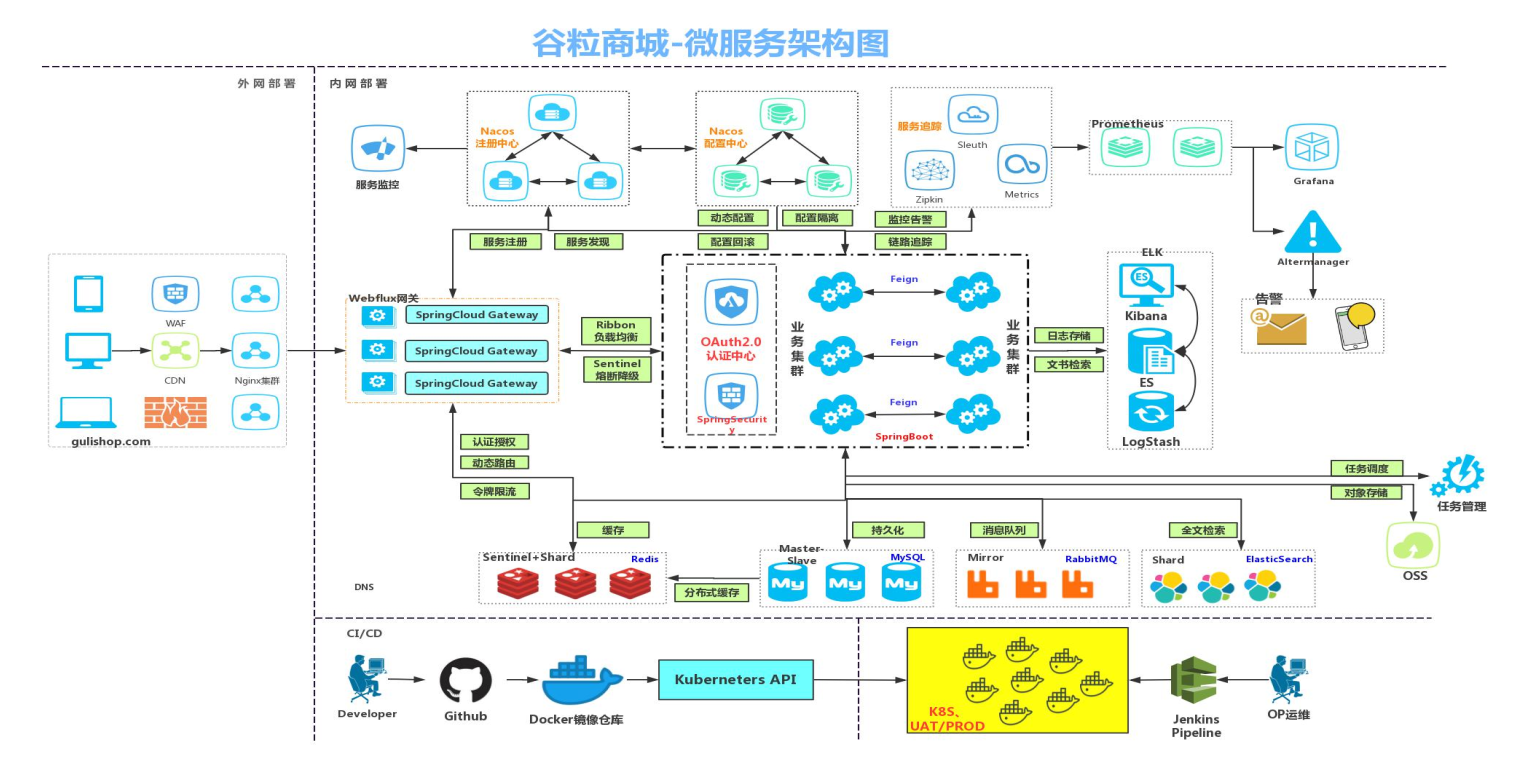 谷粒商城-微服务架构图
外网部署
内网部署
Nacos
注册中心
Nacos
配置中心
服务追踪
Sleuth
Zipkin
Metrics
Prometheus
Grafana
服务监控
动态配置
配置隔离
监控告警
服务注册
服务发现
配置回滚
链路追踪
Altermanager
告警
@
WAF
CDN
Nginx集群
gulishop.com
Webflux网关
SpringCloud Gateway
SpringCloud Gateway
SpringCloud Gateway
Ribbon
负载均衡
Sentinel
熔断降级
OAuth2.0
认证中心
SpringSecurit
y
业务集群
Feign
Feign
Feign
业务集群
SpringBoot
日志存储
文书检索
ELK
ES
Kibana
ES
LogStash
认证授权
动态路由
令牌限流
任务调度
对象存储
任务管理
OSS
缓存
持久化
消息队列
全文检索
Sentinel+Shard
Redis
分布式缓存
Master-
Slave
MySQL
My
My
My
Mirror
RabbitMQ
Shard
ElasticSearch
DNS
CI/CD
Developer
Github
Docker镜像仓库
Kuberneters API
K8S、
UAT/PROD
Jenkins
Pipeline
OP运维